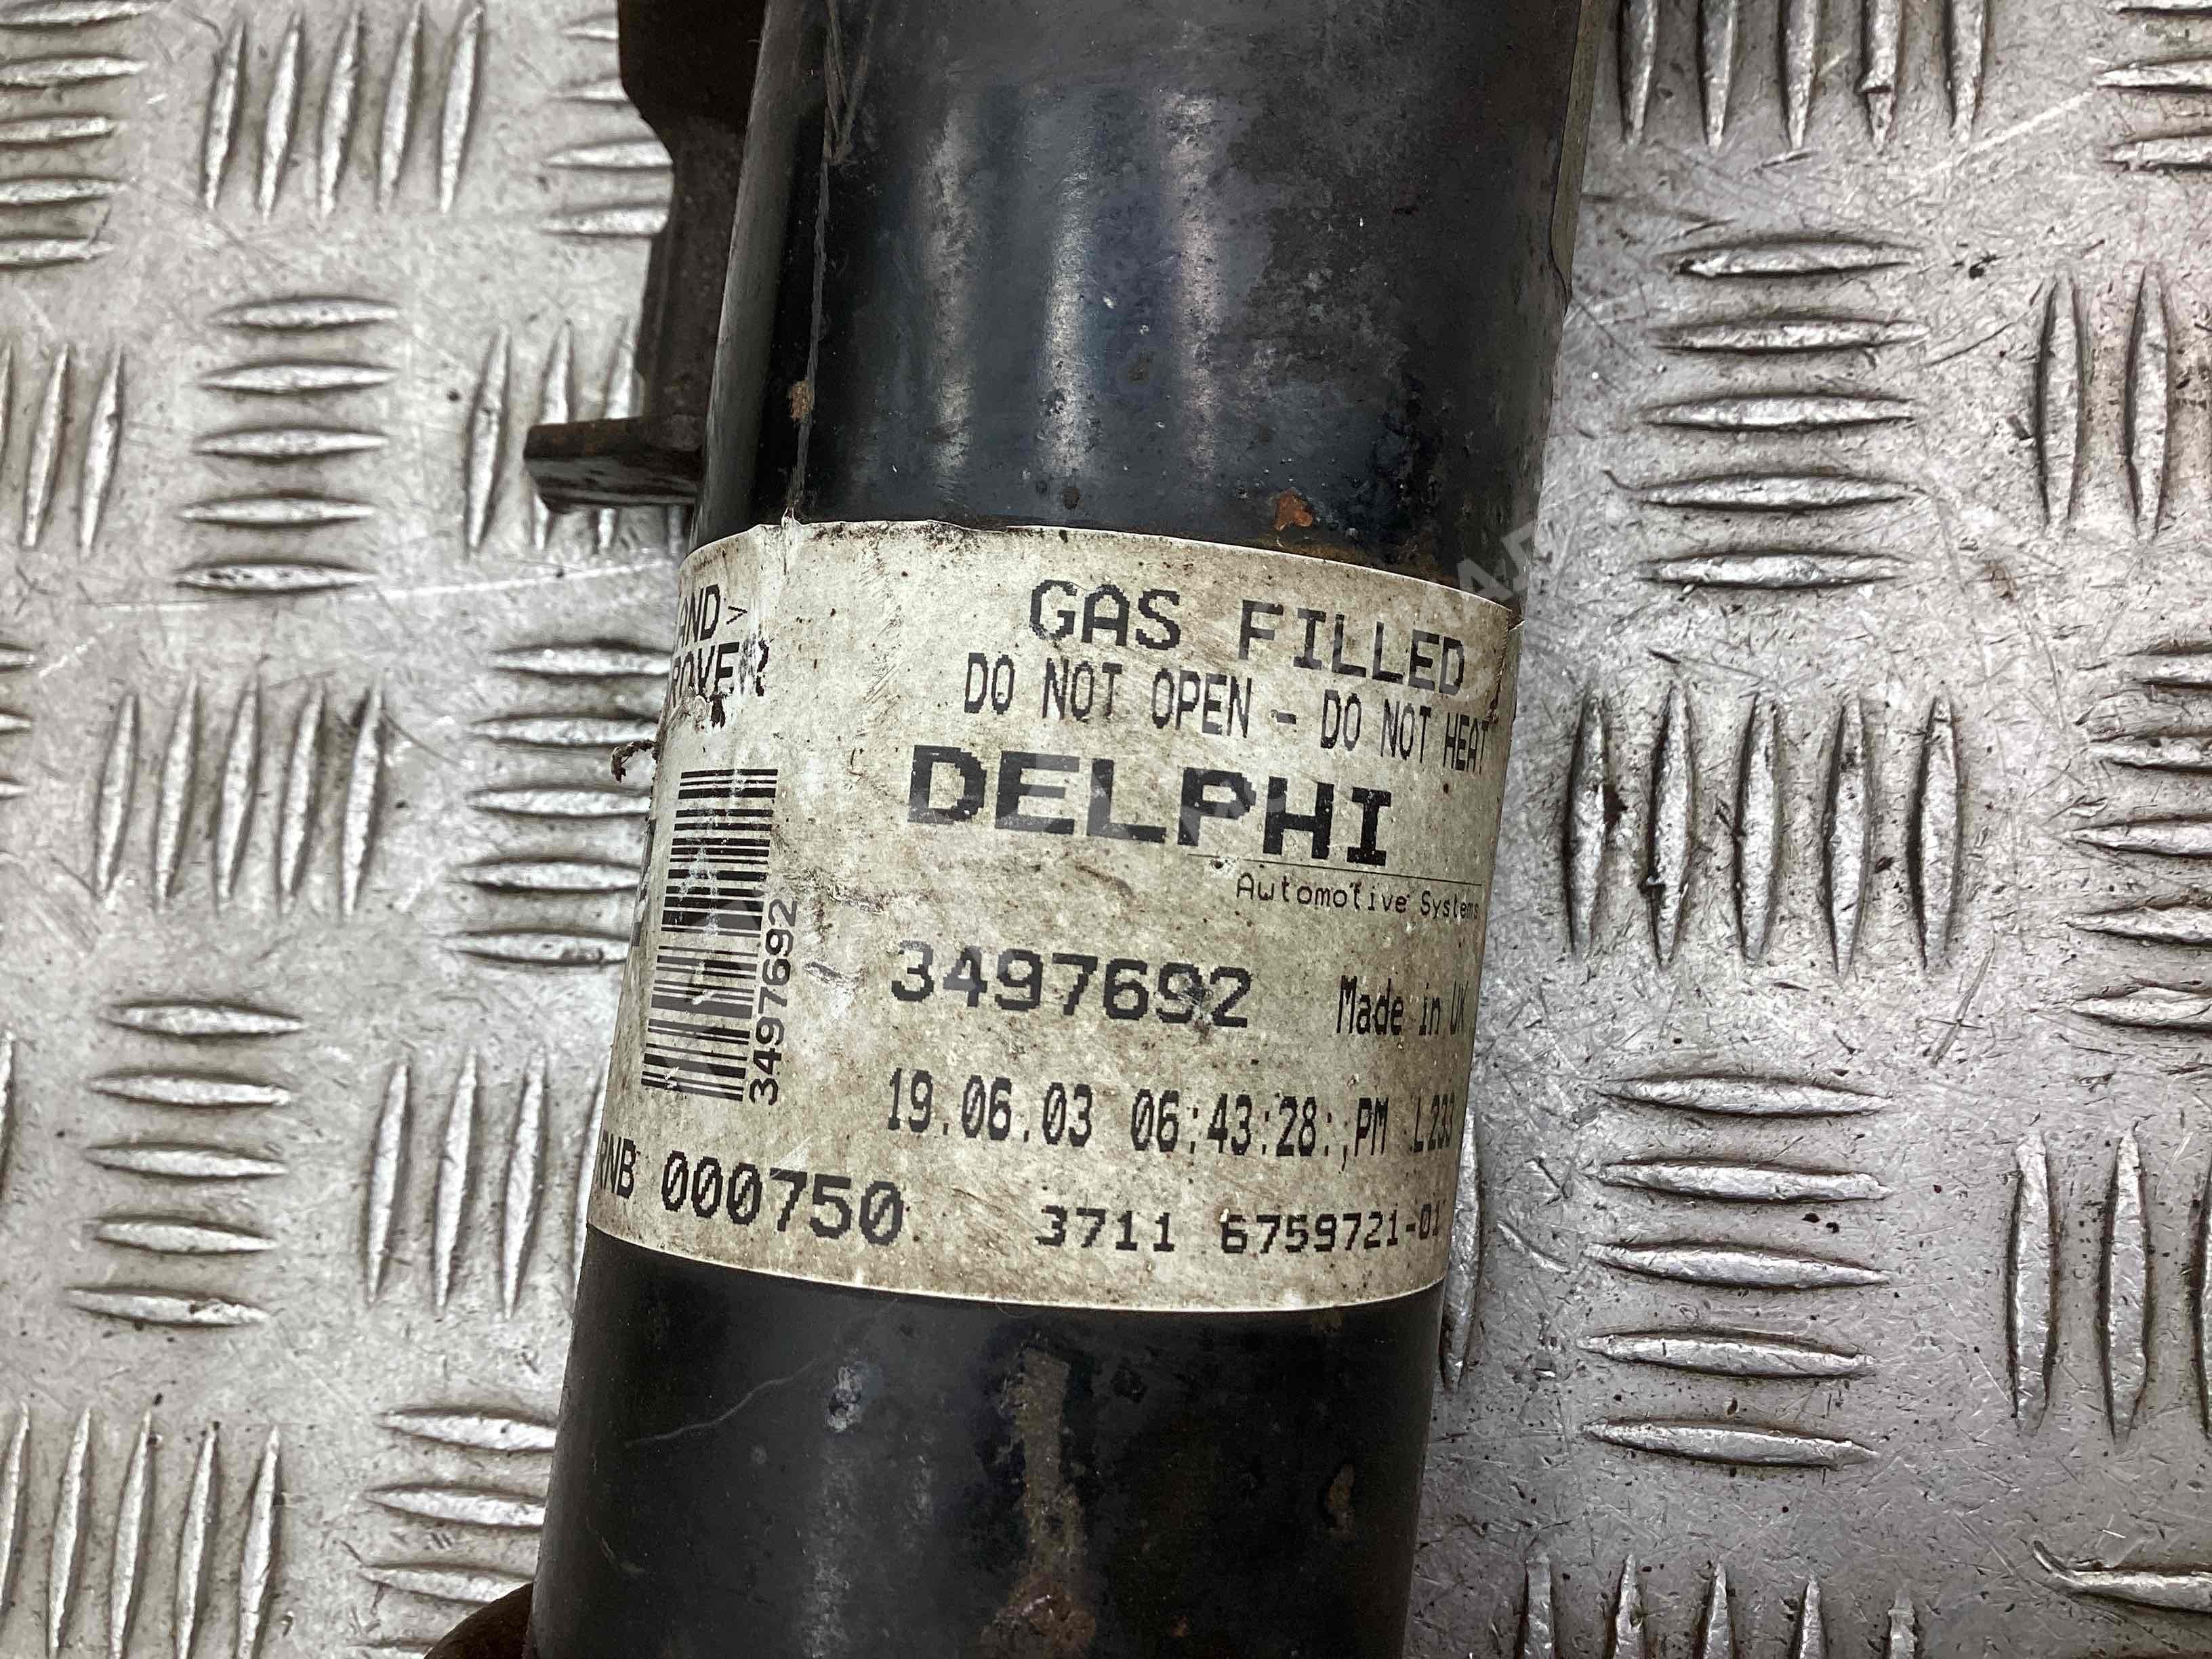 LAND>
ROVER
GAS FILLED
DO NOT OPEN - DO NOT HEAT
DELPHI
Automotive Systems
3497692
3497692 Made in UK
19.06.03 06:43:28:,PM L233
RNB 000750
3711 6759721-01